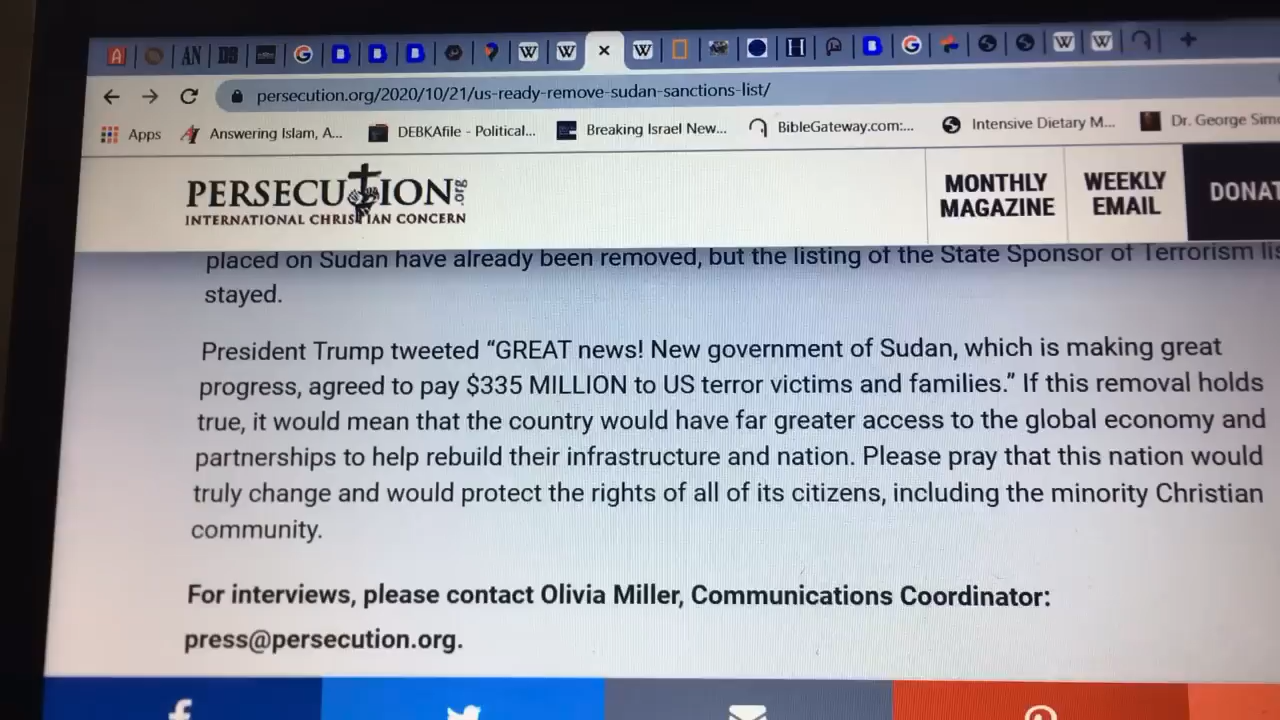 persecution.org/2020/10/21/us-ready-remove-sudan-sanctions-list/
Apps Answering Islam, A... DEBKAfile - Political... Breaking Israel New... BibleGateway.com:... Intensive Dietary M... Dr. George Simo
PERSECUTION.org
INTERNATIONAL CHRISTIAN CONCERN
MONTHLY MAGAZINE
WEEKLY EMAIL
DONAT
placed on Sudan have already been removed, but the listing of the State Sponsor of Terrorism lis
stayed.
President Trump tweeted “GREAT news! New government of Sudan, which is making great
progress, agreed to pay $335 MILLION to US terror victims and families.” If this removal holds
true, it would mean that the country would have far greater access to the global economy and
partnerships to help rebuild their infrastructure and nation. Please pray that this nation would
truly change and would protect the rights of all of its citizens, including the minority Christian
community.
For interviews, please contact Olivia Miller, Communications Coordinator:
press@persecution.org.